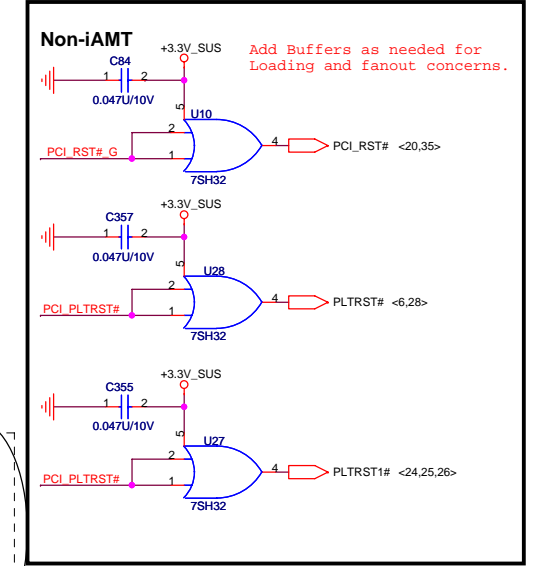 Non-iAMT
+3.3V_SUS
Add Buffers as needed for
Loading and fanout concerns.
C84
1 2
0.047U/10V
5
U10
2
PCI_RST#_G
1
4
PCI_RST# <20,35>
7SH32
+3.3V_SUS
C357
1 2
0.047U/10V
5
U28
2
PCI_PLTRST#
1
4
PLTRST# <6,28>
7SH32
+3.3V_SUS
C355
1 2
0.047U/10V
5
U27
2
PCI_PLTRST#
1
4
PLTRST1# <24,25,26>
7SH32